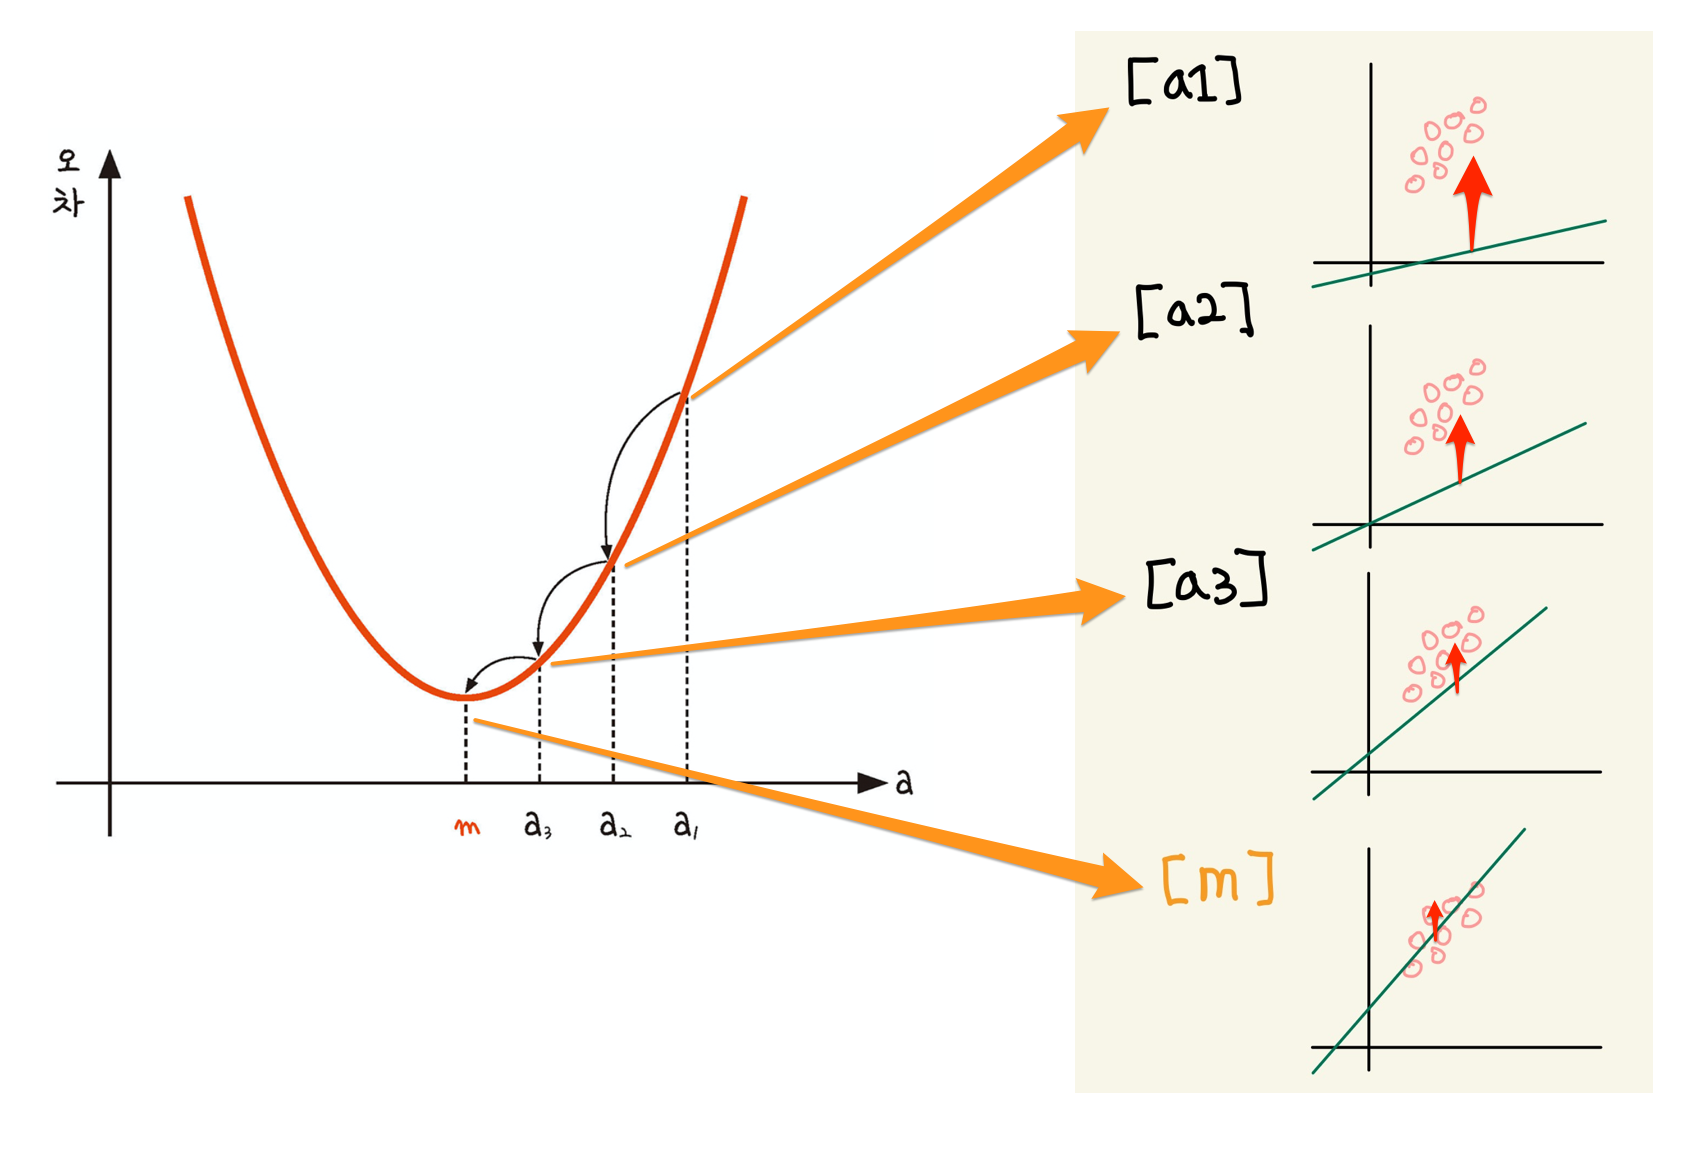 오
차
a
m a₃ a₂ a₁
[a1]
[a2]
[a3]
[m]